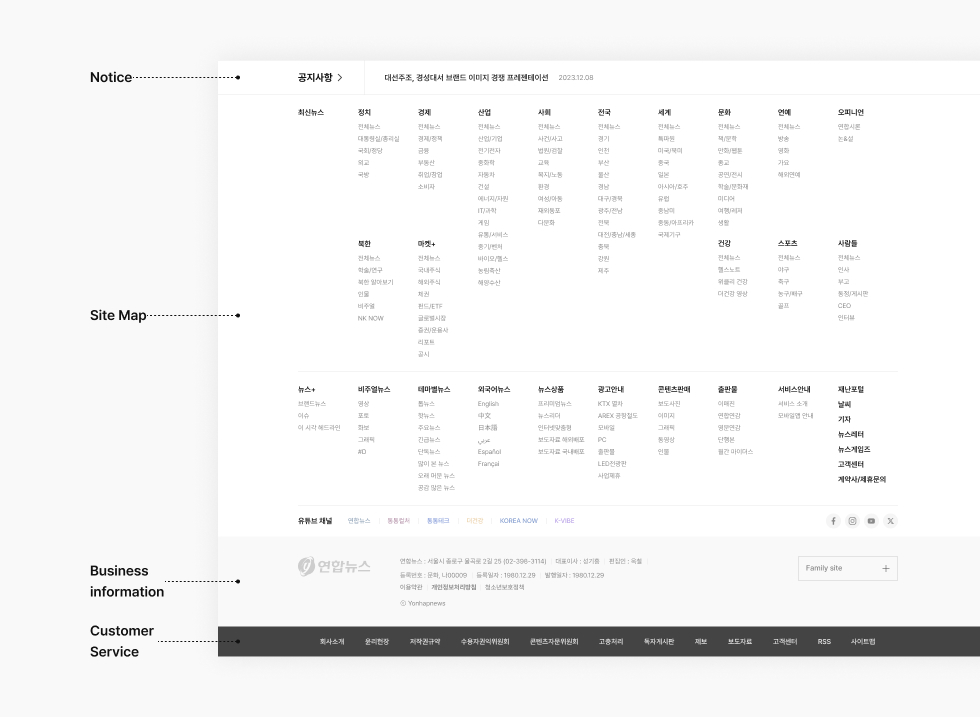 Notice
공지사항
대선주조, 경성대서 브랜드 이미지 경쟁 프레젠테이션 2023.12.08
Site Map
최신뉴스
정치
전체뉴스
대통령실/총리실
국회/정당
외교
국방
북한
전체뉴스
학술/연구
북한 알아보기
인물
비주얼
NK NOW
경제
전체뉴스
경제/정책
금융
부동산
취업/창업
소비자
마켓+
전체뉴스
국내주식
해외주식
채권
펀드/ETF
글로벌시장
증권/운용사
리포트
공시
산업
전체뉴스
산업/기업
전기전자
중화학
자동차
건설
에너지/자원
IT/과학
게임
유통/서비스
중기/벤처
바이오/헬스
농림축산
해양수산
사회
전체뉴스
사건/사고
법원/검찰
교육
복지/노동
환경
여성/아동
재외동포
다문화
전국
전체뉴스
경기
인천
부산
울산
경남
대구/경북
광주/전남
전북
대전/충남/세종
충북
강원
제주
세계
전체뉴스
특파원
미국/북미
중국
일본
아시아/호주
유럽
중남미
중동/아프리카
국제기구
문화
전체뉴스
책/문학
만화/웹툰
종교
공연/전시
학술/문화재
미디어
여행/레저
생활
건강
전체뉴스
헬스노트
위클리 건강
더건강 영상
연예
전체뉴스
방송
영화
가요
해외연예
스포츠
전체뉴스
야구
축구
농구/배구
골프
오피니언
연합시론
논&설
사람들
전체뉴스
인사
부고
동정/게시판
CEO
인터뷰
뉴스+
브랜드뉴스
이슈
이 시각 헤드라인
비주얼뉴스
영상
포토
화보
그래픽
#D
테마별뉴스
톱뉴스
핫뉴스
주요뉴스
긴급뉴스
단독뉴스
많이 본 뉴스
오래 머문 뉴스
공감 많은 뉴스
외국어뉴스
English
中文
日本語
عربي
Español
Français
뉴스상품
프리미엄뉴스
뉴스리더
인터넷맞춤형
보도자료 해외배포
보도자료 국내배포
광고안내
KTX 열차
AREX 공항철도
모바일
PC
출판물
LED전광판
사업제휴
콘텐츠판매
보도사진
이미지
그래픽
동영상
인물
출판물
이매진
연합연감
영문연감
단행본
월간 마이더스
서비스안내
서비스 소개
모바일앱 안내
재난포털
날씨
기자
뉴스레터
뉴스게임즈
고객센터
계약사/제휴문의
유튜브 채널 연합뉴스 통통컬처 통통테크 더건강 KOREA NOW K-VIBE
Business
information
연합뉴스
연합뉴스 : 서울시 종로구 율곡로 2길 25 (02-398-3114) 대표이사 : 성기홍 편집인 : 옥철
등록번호 : 문화, 나00009 등록일자 : 1980.12.29 발행일자 : 1980.12.29
이용약관 개인정보처리방침 청소년보호정책
ⓒ Yonhapnews
Family site
Customer
Service
회사소개 윤리헌장 저작권규약 수용자권익위원회 콘텐츠자문위원회 고충처리 독자게시판 제보 보도자료 고객센터 RSS 사이트맵